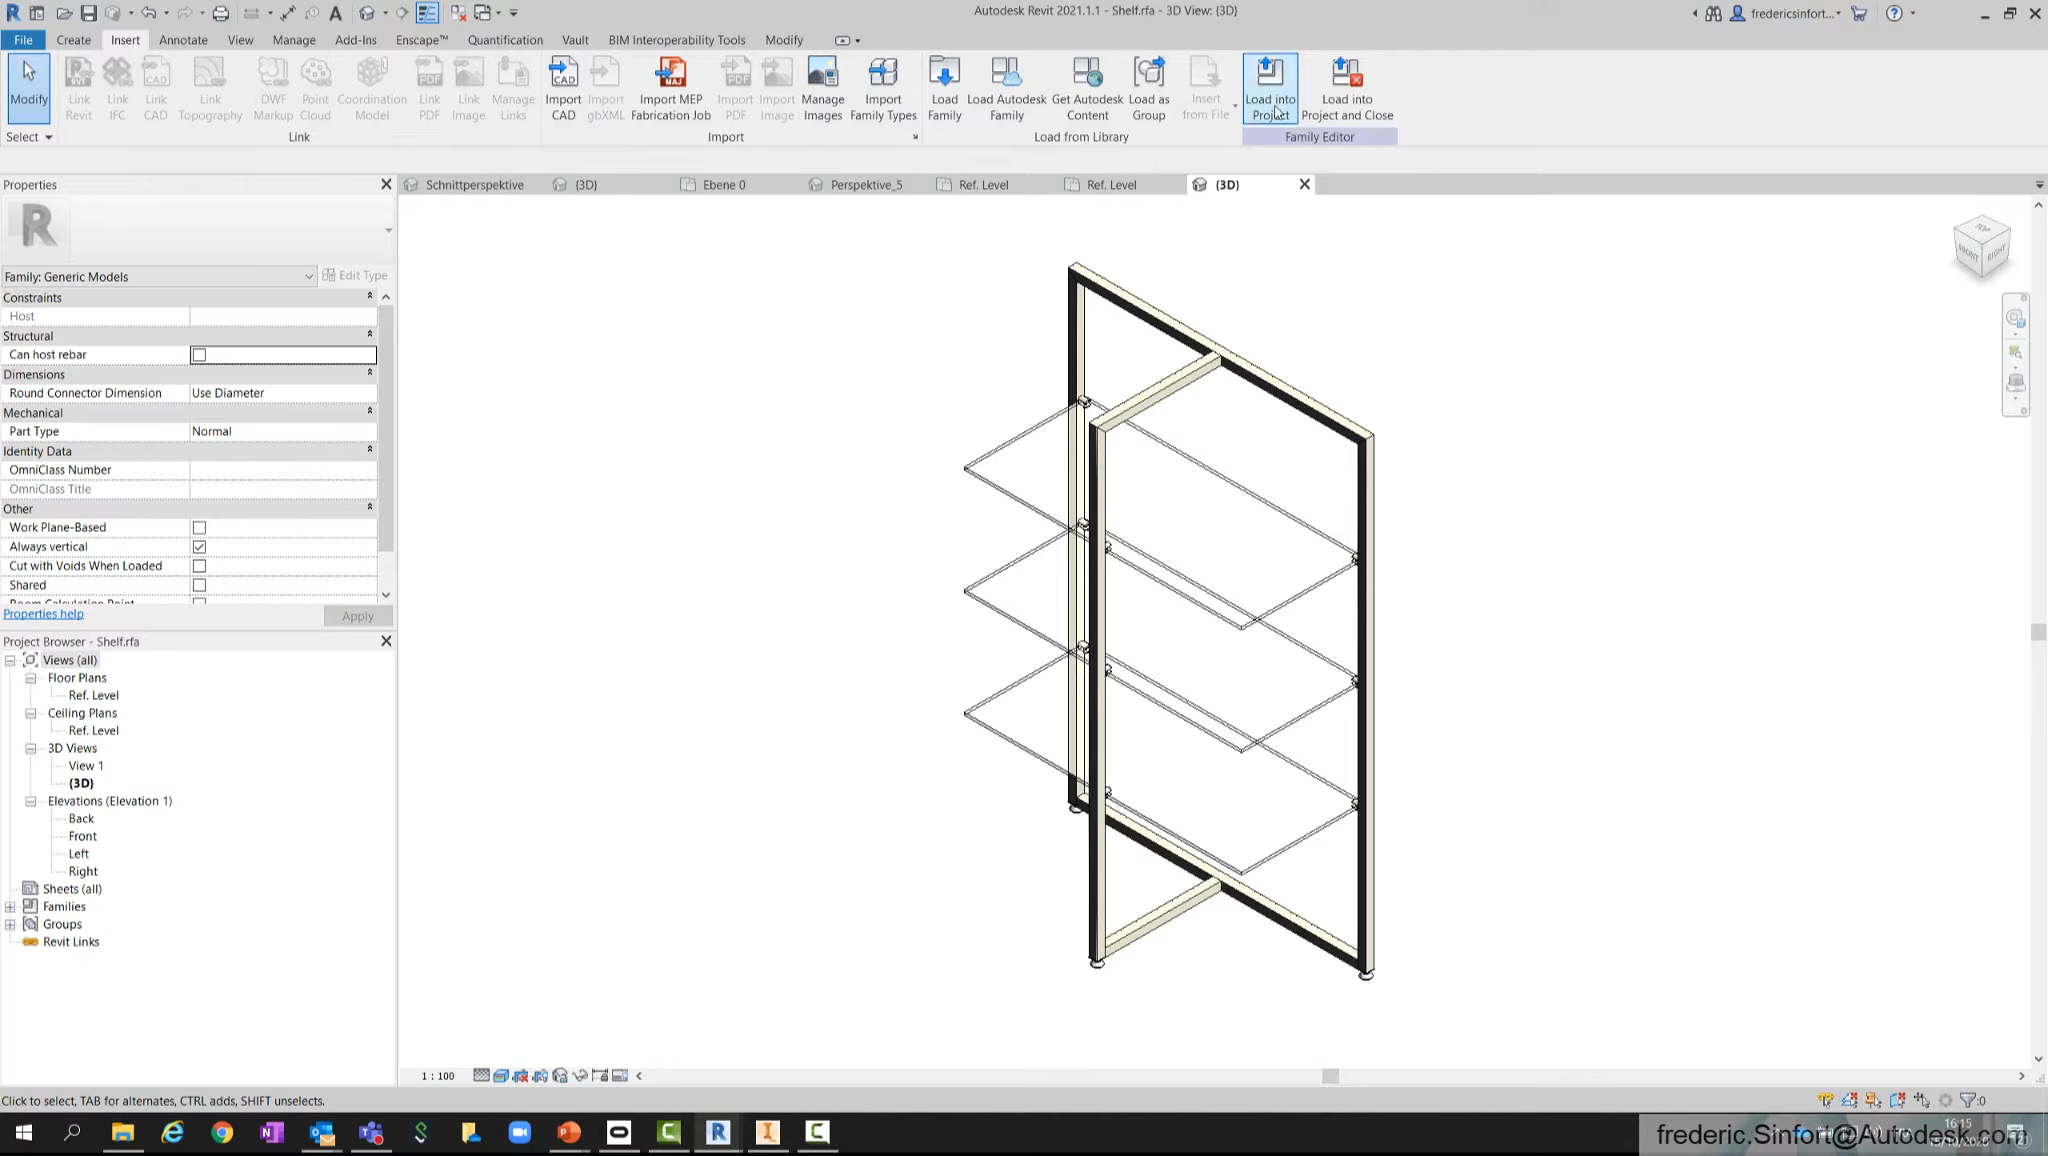 Autodesk Revit 2021.1.1 - Shelf.rfa - 3D View: {3D}
fredericsinfort...
File Create Insert Annotate View Manage Add-Ins Enscape™ Quantification Vault BIM Interoperability Tools Modify
Modify
Link Revit
Link IFC
Link CAD
Link Topography
DWF Markup
Point Cloud
Coordination Model
Link PDF
Link Image
Manage Links
Import CAD
Import gbXML
Import MEP Fabrication Job
Import PDF
Import Image
Manage Images
Import Family Types
Load Family
Load Autodesk Family
Get Autodesk Content
Load as Group
Insert from File
Load into Project
Load into Project and Close
Select
Link
Import
Load from Library
Family Editor
Properties
Schnittperspektive
{3D}
Ebene 0
Perspektive_5
Ref. Level
Ref. Level
{3D}
R
Family: Generic Models
Edit Type
Constraints
Host
Structural
Can host rebar
Dimensions
Round Connector Dimension Use Diameter
Mechanical
Part Type Normal
Identity Data
OmniClass Number
OmniClass Title
Other
Work Plane-Based
Always vertical
Cut with Voids When Loaded
Shared
Room Calculation Point
Properties help
Apply
TOP
FRONT
RIGHT
Project Browser - Shelf.rfa
Views (all)
Floor Plans
Ref. Level
Ceiling Plans
Ref. Level
3D Views
View 1
{3D}
Elevations (Elevation 1)
Back
Front
Left
Right
Sheets (all)
Families
Groups
Revit Links
1 : 100
Click to select, TAB for alternates, CTRL adds, SHIFT unselects.
:0
16:15
frederic.Sinfort@Autodesk.com